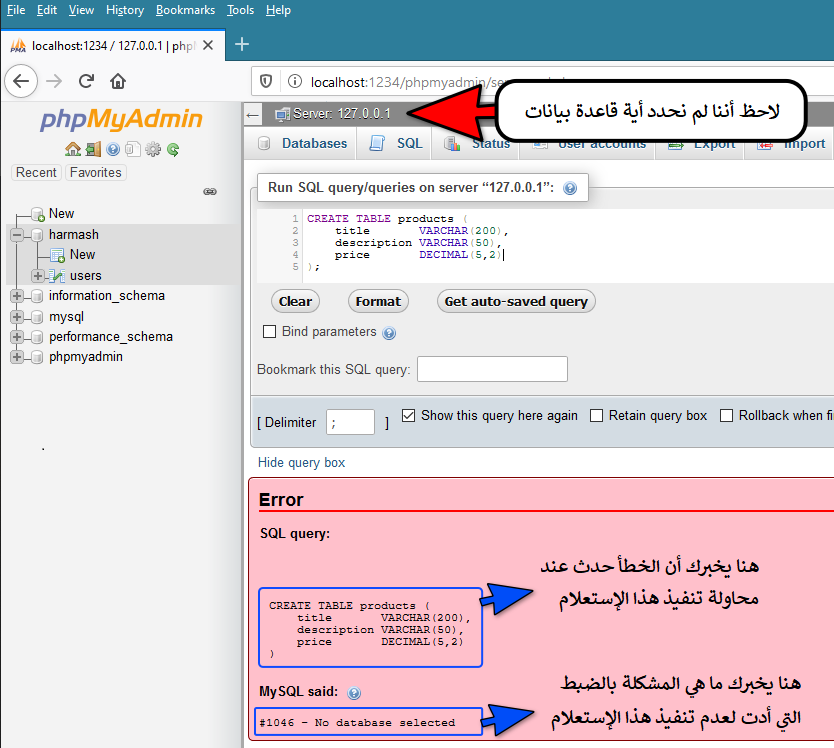 File Edit View History Bookmarks Tools Help
localhost:1234 / 127.0.0.1 | php
localhost:1234/phpmyadmin/
phpMyAdmin
Recent Favorites
New
harmash
New
users
information_schema
mysql
performance_schema
phpmyadmin
Server: 127.0.0.1
لاحظ أننا لم نحدد أية قاعدة بيانات
Databases SQL Status User accounts Export Import
Run SQL query/queries on server “127.0.0.1”:
1 CREATE TABLE products (
2 title VARCHAR(200),
3 description VARCHAR(50),
4 price DECIMAL(5,2)
5 );
Clear Format Get auto-saved query
Bind parameters
Bookmark this SQL query:
[ Delimiter ; ] Show this query here again Retain query box Rollback when
Hide query box
Error
SQL query:
هنا يخبرك أن الخطأ حدث عند
محاولة تنفيذ هذا الإستعلام
CREATE TABLE products (
title VARCHAR(200),
description VARCHAR(50),
price DECIMAL(5,2)
)
MySQL said:
هنا يخبرك ما هي المشكلة بالضبط
التي أدت لعدم تنفيذ هذا الإستعلام
#1046 - No database selected